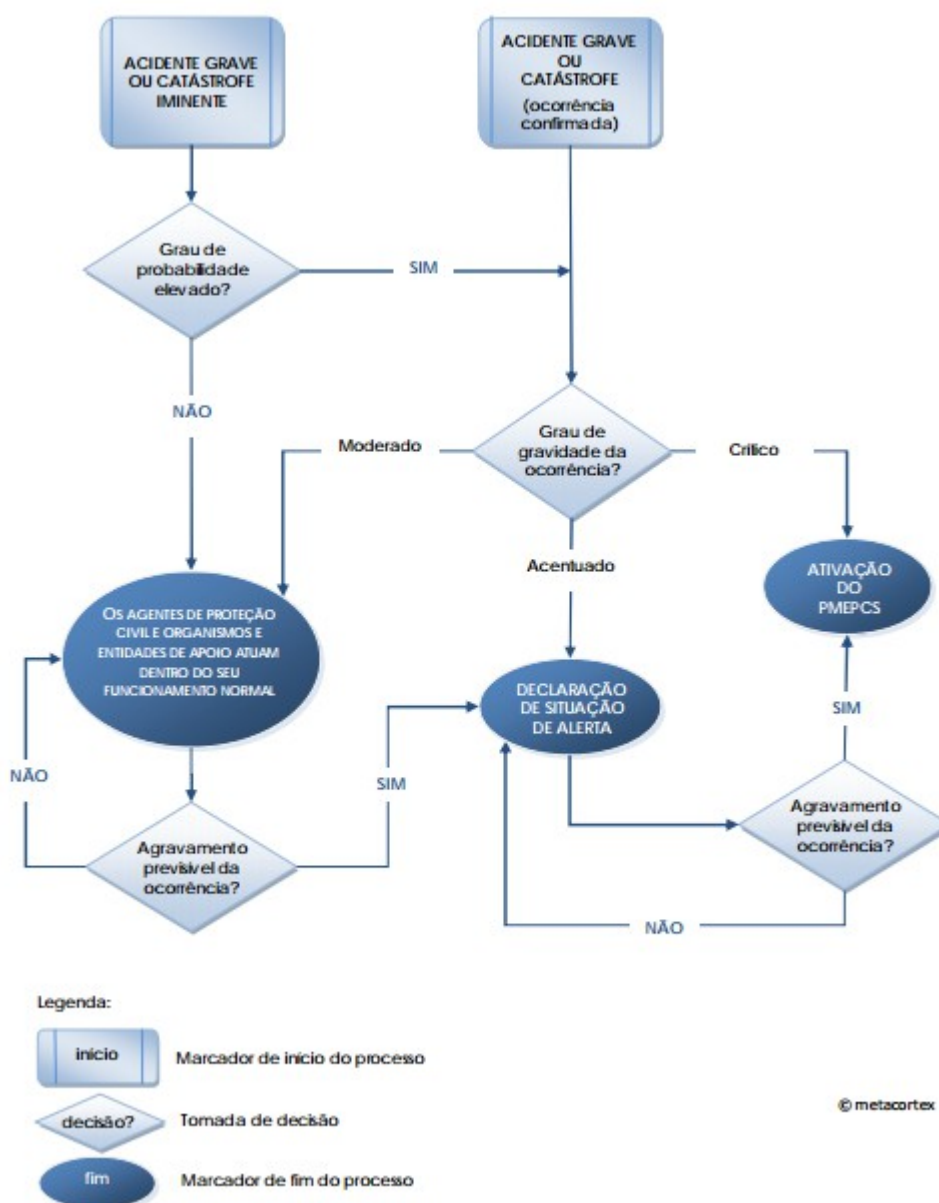 ACIDENTE GRAVE
OU CATÁSTROFE
IMINENTE
ACIDENTE GRAVE
OU
CATÁSTROFE
(ocorrência
confirmada)
Grau de
probabilidade
elevado?
SIM
NÃO
Moderado
Grau de
gravidade da
ocorrência?
Crítico
Acentuado
OS AGENTES DE PROTEÇÃO
CIVIL E ORGANISMOS E
ENTIDADES DE APOIO ATUAM
DENTRO DO SEU
FUNCIONAMENTO NORMAL
ATIVAÇÃO
DO
PMEPCS
DECLARAÇÃO
DE SITUAÇÃO
DE ALERTA
SIM
NÃO
SIM
Agravamento
previsível da
ocorrência?
Agravamento
previsível da
ocorrência?
NÃO
Legenda:
início
Marcador de início do processo
decisão?
Tomada de decisão
© metacortex
fim
Marcador de fim do processo